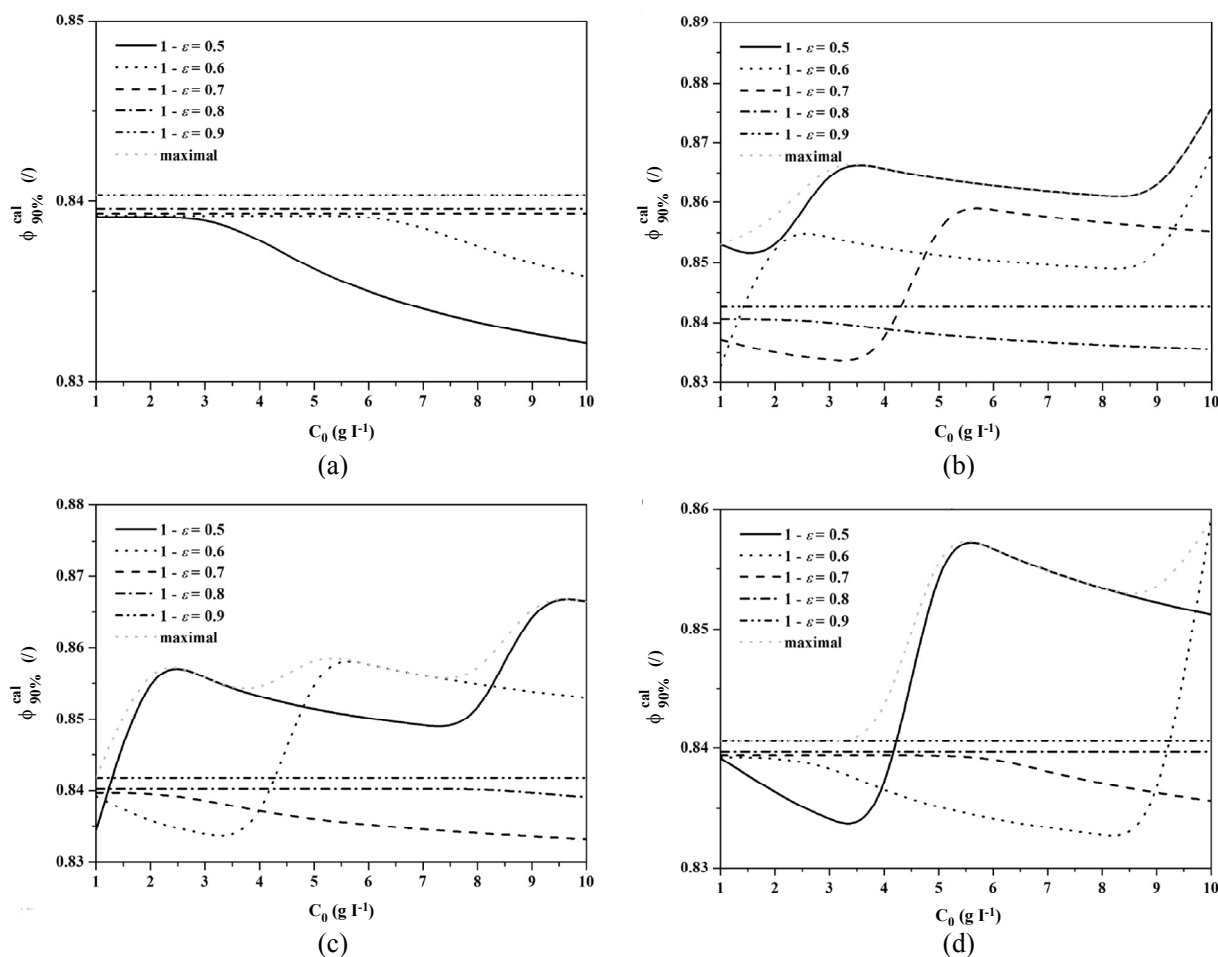 0.85
1 - ε = 0.5
1 - ε = 0.6
1 - ε = 0.7
1 - ε = 0.8
1 - ε = 0.9
maximal
0.84
0.83
ϕ cal 90% (/)
1 2 3 4 5 6 7 8 9 10
C0 (g l-1)
(a)
0.89
1 - ε = 0.5
1 - ε = 0.6
1 - ε = 0.7
1 - ε = 0.8
1 - ε = 0.9
maximal
0.88
0.87
0.86
0.85
0.84
0.83
ϕ cal 90% (/)
1 2 3 4 5 6 7 8 9 10
C0 (g l-1)
(b)
0.88
1 - ε = 0.5
1 - ε = 0.6
1 - ε = 0.7
1 - ε = 0.8
1 - ε = 0.9
maximal
0.87
0.86
0.85
0.84
0.83
ϕ cal 90% (/)
1 2 3 4 5 6 7 8 9 10
C0 (g l-1)
(c)
0.86
1 - ε = 0.5
1 - ε = 0.6
1 - ε = 0.7
1 - ε = 0.8
1 - ε = 0.9
maximal
0.85
0.84
0.83
ϕ cal 90% (/)
1 2 3 4 5 6 7 8 9 10
C0 (g l-1)
(d)